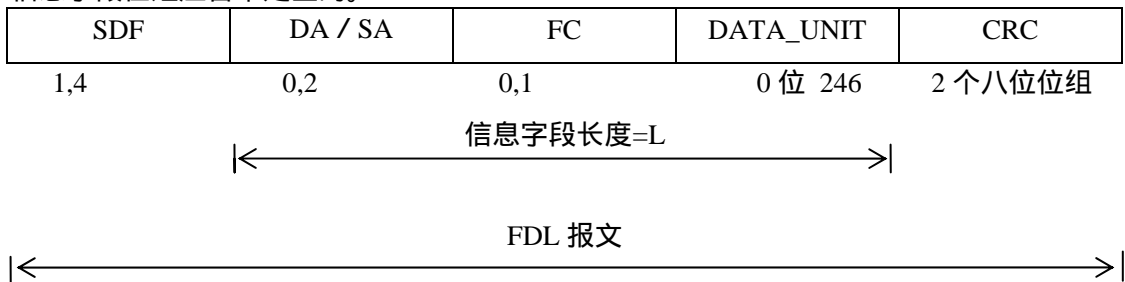 SDF DA / SA FC DATA_UNIT CRC
1,4 0,2 0,1 0 位 246 2 个八位位组
信息字段长度=L
FDL 报文